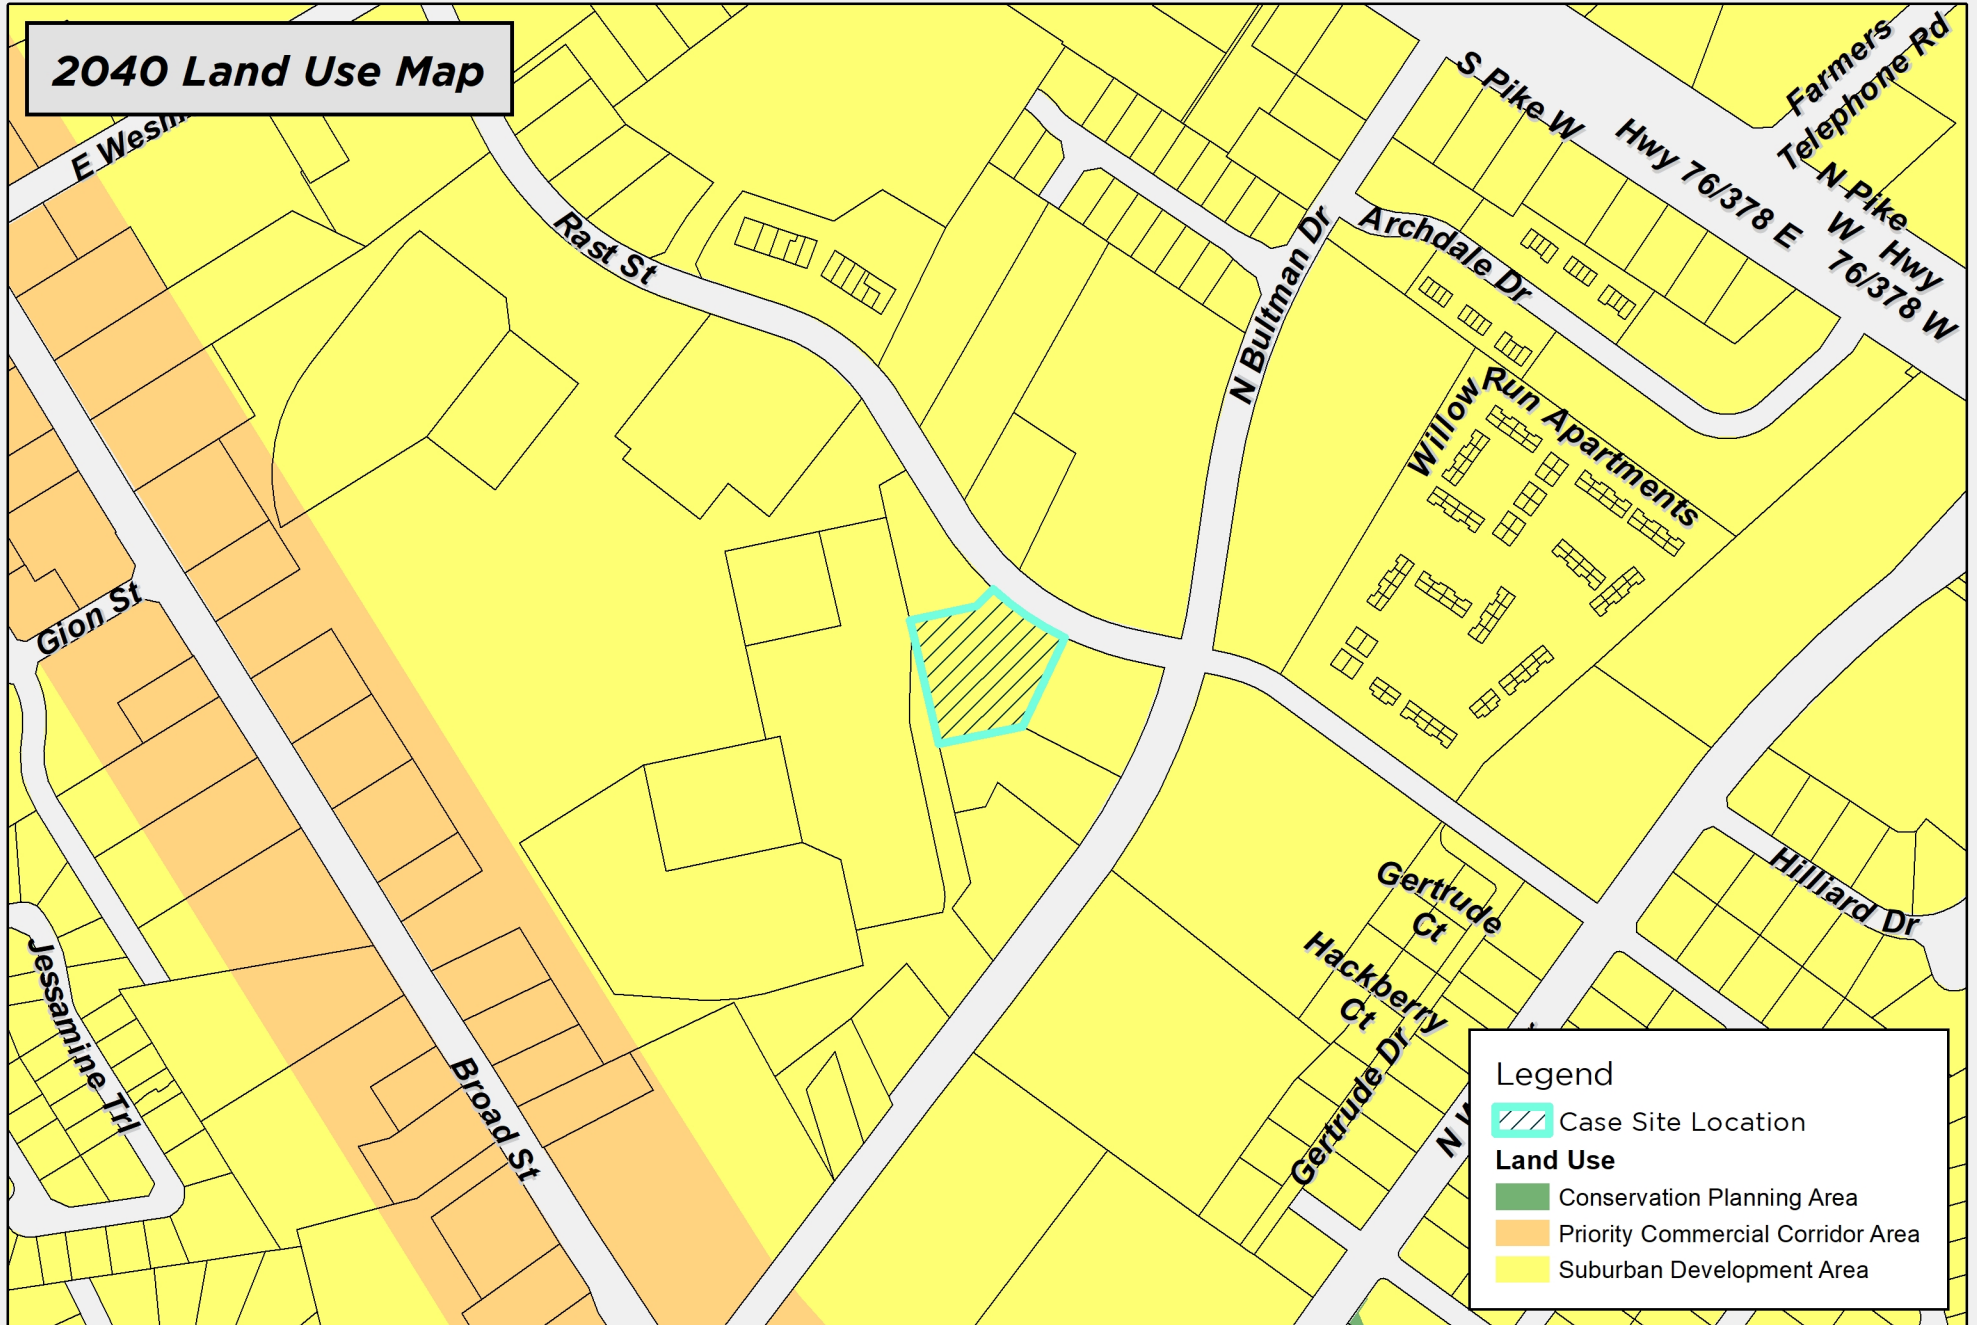 2040 Land Use Map
E Wesm
Rast St
N Bultman Dr
S Pike W
Hwy 76/378 E
Farmers
Telephone Rd
N Pike
W Hwy
76/378 W
Archdale Dr
Willow
Run Apartments
Gion St
Hilliard Dr
Gertrude
Ct
Hackberry
Ct
Gertrude Dr
Jessamine Trl
Broad St
N
Legend
Case Site Location
Land Use
Conservation Planning Area
Priority Commercial Corridor Area
Suburban Development Area